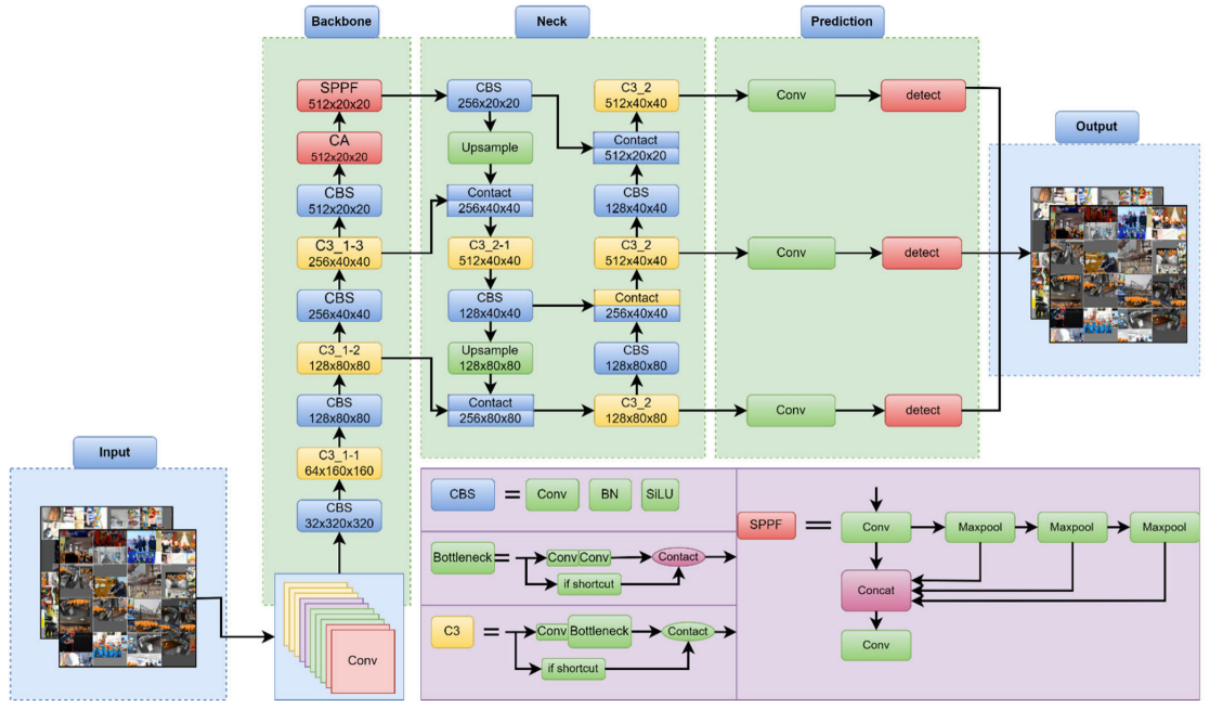 Backbone
Neck
Prediction
Output
Input
SPPF
512x20x20
CA
512x20x20
CBS
512x20x20
C3_1-3
256x40x40
CBS
256x40x40
C3_1-2
128x80x80
CBS
128x80x80
C3_1-1
64x160x160
CBS
32x320x320
Conv
CBS
256x20x20
Upsample
Contact
256x40x40
C3_2-1
512x40x40
CBS
128x40x40
Upsample
128x80x80
Contact
256x80x80
C3_2
512x40x40
Contact
512x20x20
CBS
128x40x40
C3_2
512x40x40
Contact
256x40x40
CBS
128x80x80
C3_2
128x80x80
Conv
detect
Conv
detect
Conv
detect
CBS = Conv BN SiLU
Bottleneck = Conv Conv Contact
if shortcut
C3 = Conv Bottleneck Contact
if shortcut
SPPF = Conv Maxpool Maxpool Maxpool
Concat
Conv